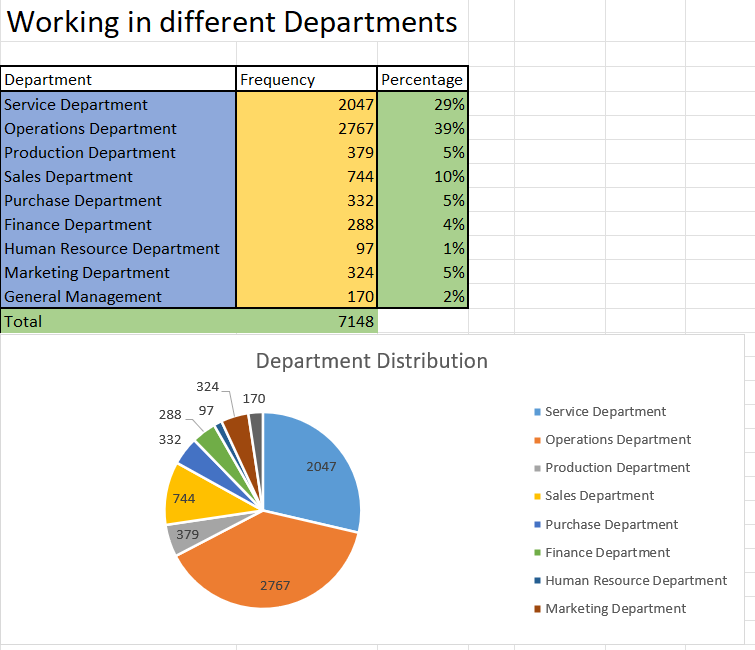 Working in different Departments
Department Frequency Percentage
Service Department 2047 29%
Operations Department 2767 39%
Production Department 379 5%
Sales Department 744 10%
Purchase Department 332 5%
Finance Department 288 4%
Human Resource Department 97 1%
Marketing Department 324 5%
General Management 170 2%
Total 7148
Department Distribution
324
170
288
97
332
2047
744
379
2767
Service Department
Operations Department
Production Department
Sales Department
Purchase Department
Finance Department
Human Resource Department
Marketing Department